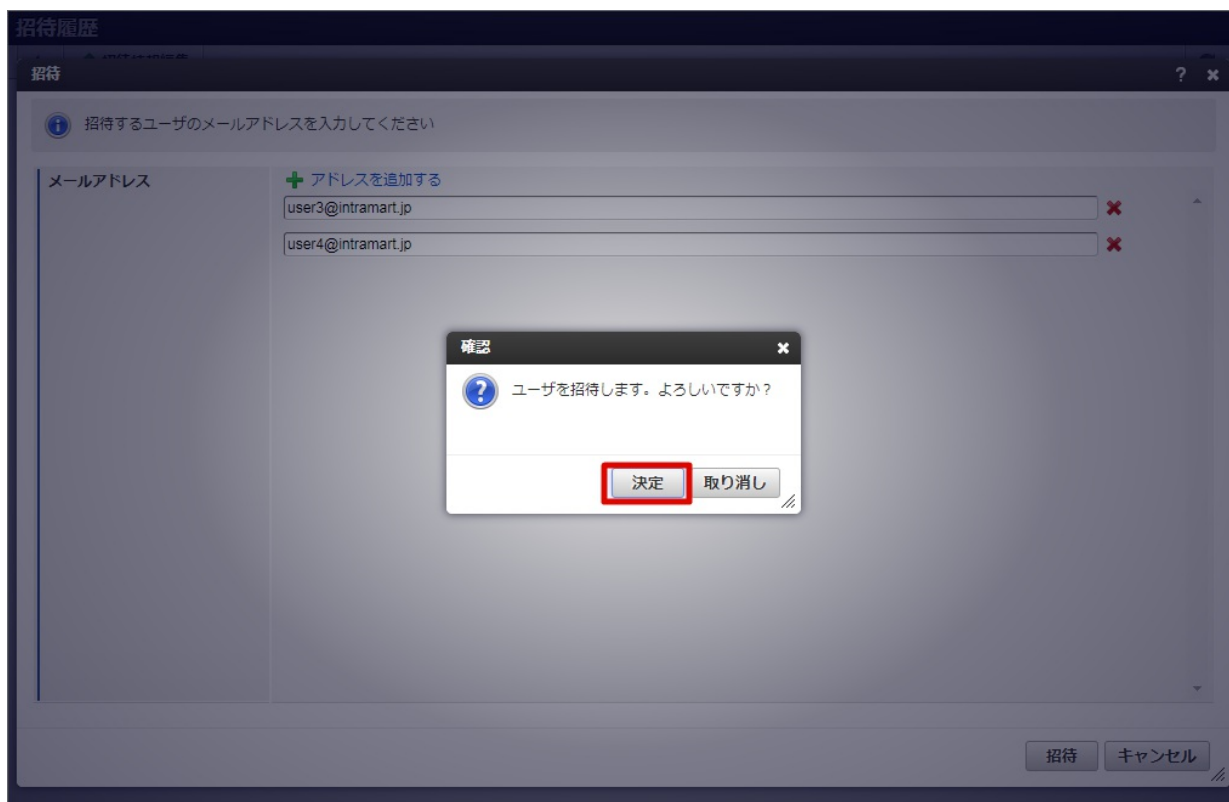 招待履歴
招待
?
招待するユーザのメールアドレスを入力してください
メールアドレス
アドレスを追加する
user3@intramart.jp
user4@intramart.jp
確認
ユーザを招待します。よろしいですか？
決定 取り消し
招待 キャンセル